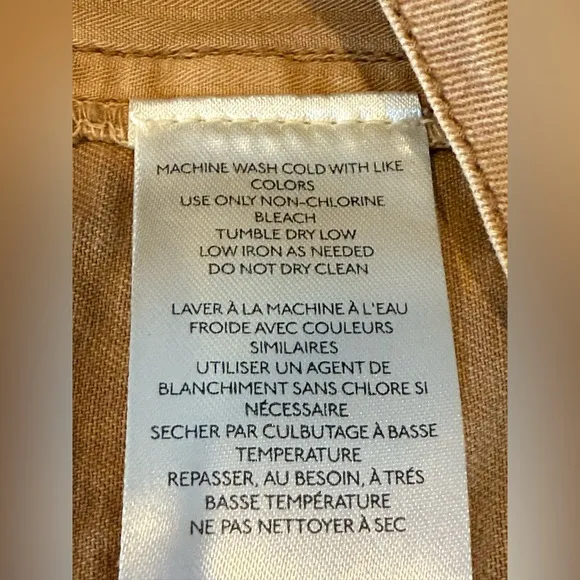 MACHINE WASH COLD WITH LIKE
COLORS
USE ONLY NON-CHLORINE
BLEACH
TUMBLE DRY LOW
LOW IRON AS NEEDED
DO NOT DRY CLEAN
LAVER À LA MACHINE À L'EAU
FROIDE AVEC COULEURS
SIMILAIRES
UTILISER UN AGENT DE
BLANCHIMENT SANS CHLORE SI
NÉCESSAIRE
SECHER PAR CULBUTAGE À BASSE
TEMPERATURE
REPASSER, AU BESOIN, À TRÉS
BASSE TEMPÉRATURE
NE PAS NETTOYER À SEC